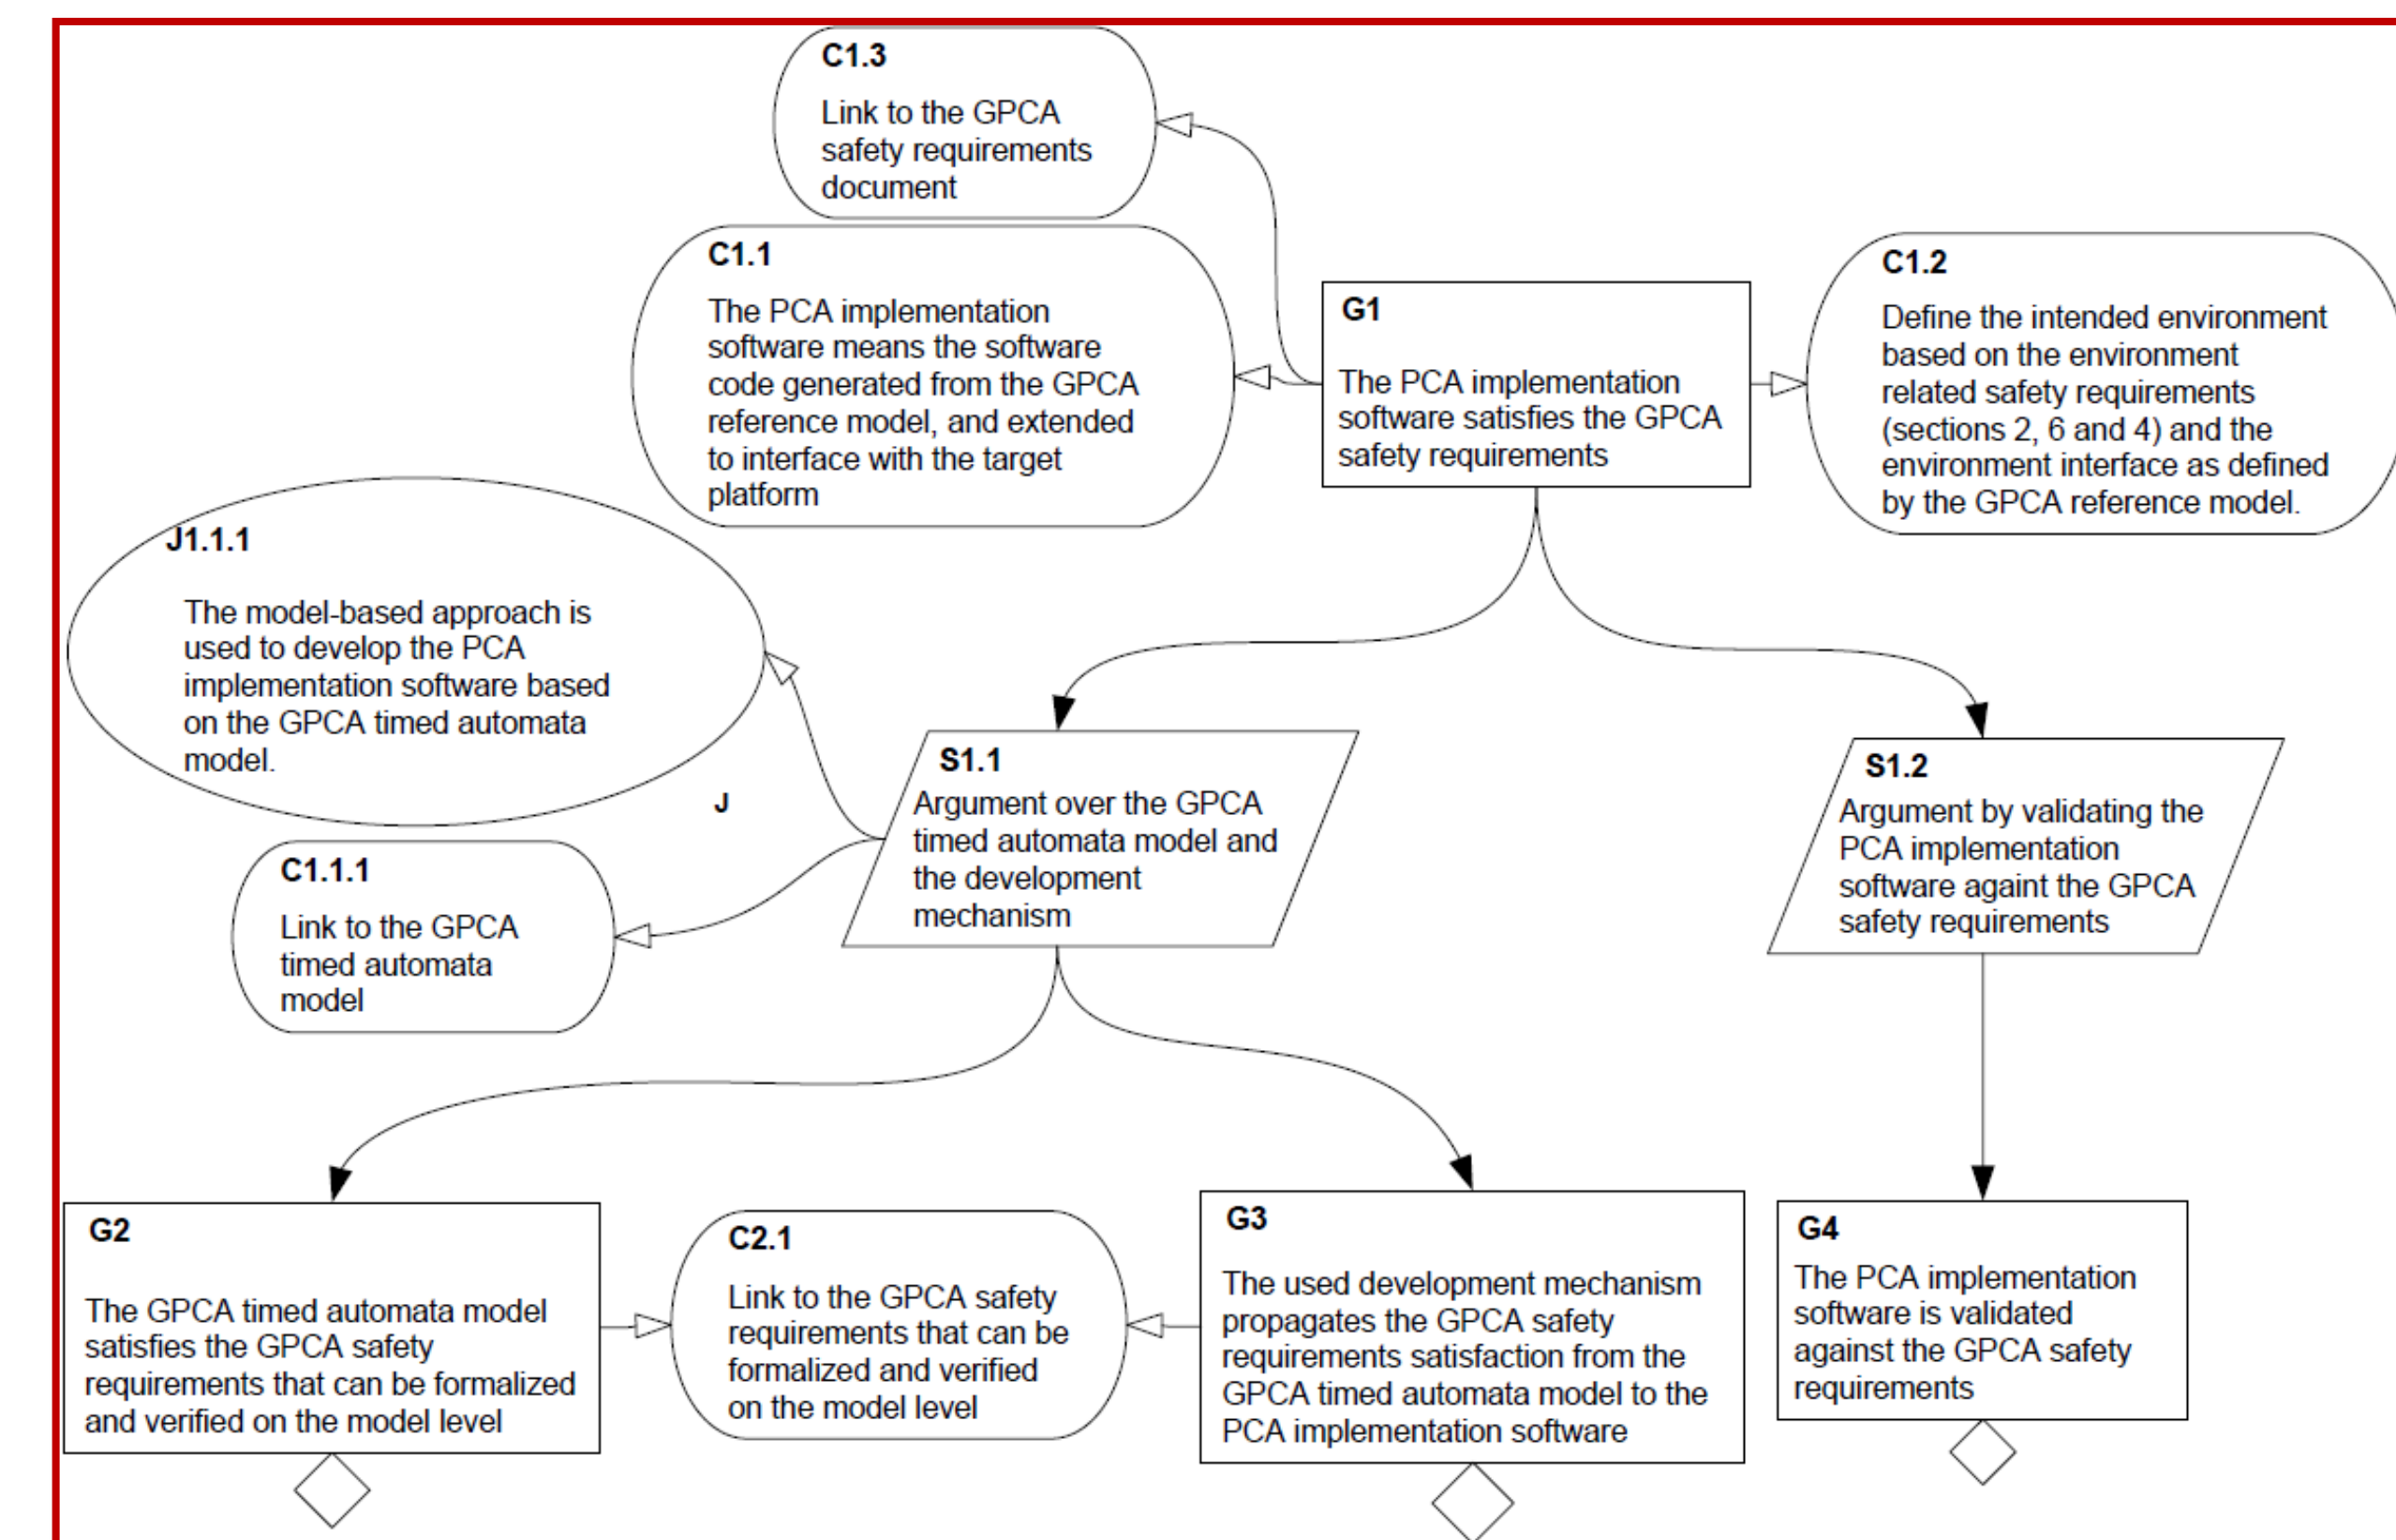 C1.3
Link to the GPCA
safety requirements
document
C1.1
The PCA implementation
software means the software
code generated from the GPCA
reference model, and extended
to interface with the target
platform
G1
The PCA implementation
software satisfies the GPCA
safety requirements
C1.2
Define the intended environment
based on the environment
related safety requirements
(sections 2, 6 and 4) and the
environment interface as defined
by the GPCA reference model.
J1.1.1
The model-based approach is
used to develop the PCA
implementation software based
on the GPCA timed automata
model.
J
S1.1
Argument over the GPCA
timed automata model and
the development
mechanism
S1.2
Argument by validating the
PCA implementation
software againt the GPCA
safety requirements
C1.1.1
Link to the GPCA
timed automata
model
G2
The GPCA timed automata model
satisfies the GPCA safety
requirements that can be formalized
and verified on the model level
C2.1
Link to the GPCA safety
requirements that can be
formalized and verified
on the model level
G3
The used development mechanism
propagates the GPCA safety
requirements satisfaction from the
GPCA timed automata model to the
PCA implementation software
G4
The PCA implementation
software is validated
against the GPCA safety
requirements